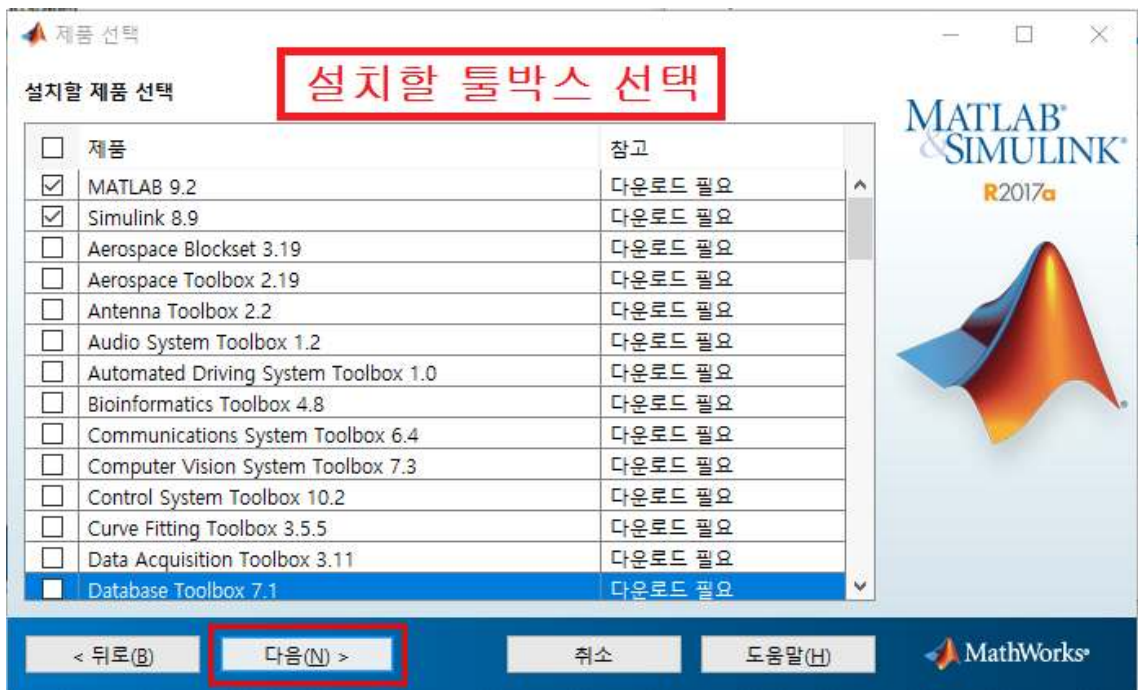 제품 선택
설치할 제품 선택
설치할 툴박스 선택
제품 참고
MATLAB 9.2 다운로드 필요
Simulink 8.9 다운로드 필요
Aerospace Blockset 3.19 다운로드 필요
Aerospace Toolbox 2.19 다운로드 필요
Antenna Toolbox 2.2 다운로드 필요
Audio System Toolbox 1.2 다운로드 필요
Automated Driving System Toolbox 1.0 다운로드 필요
Bioinformatics Toolbox 4.8 다운로드 필요
Communications System Toolbox 6.4 다운로드 필요
Computer Vision System Toolbox 7.3 다운로드 필요
Control System Toolbox 10.2 다운로드 필요
Curve Fitting Toolbox 3.5.5 다운로드 필요
Data Acquisition Toolbox 3.11 다운로드 필요
Database Toolbox 7.1 다운로드 필요
MATLAB®
&SIMULINK®
R2017a
< 뒤로(B) 다음(N) > 취소 도움말(H) MathWorks®